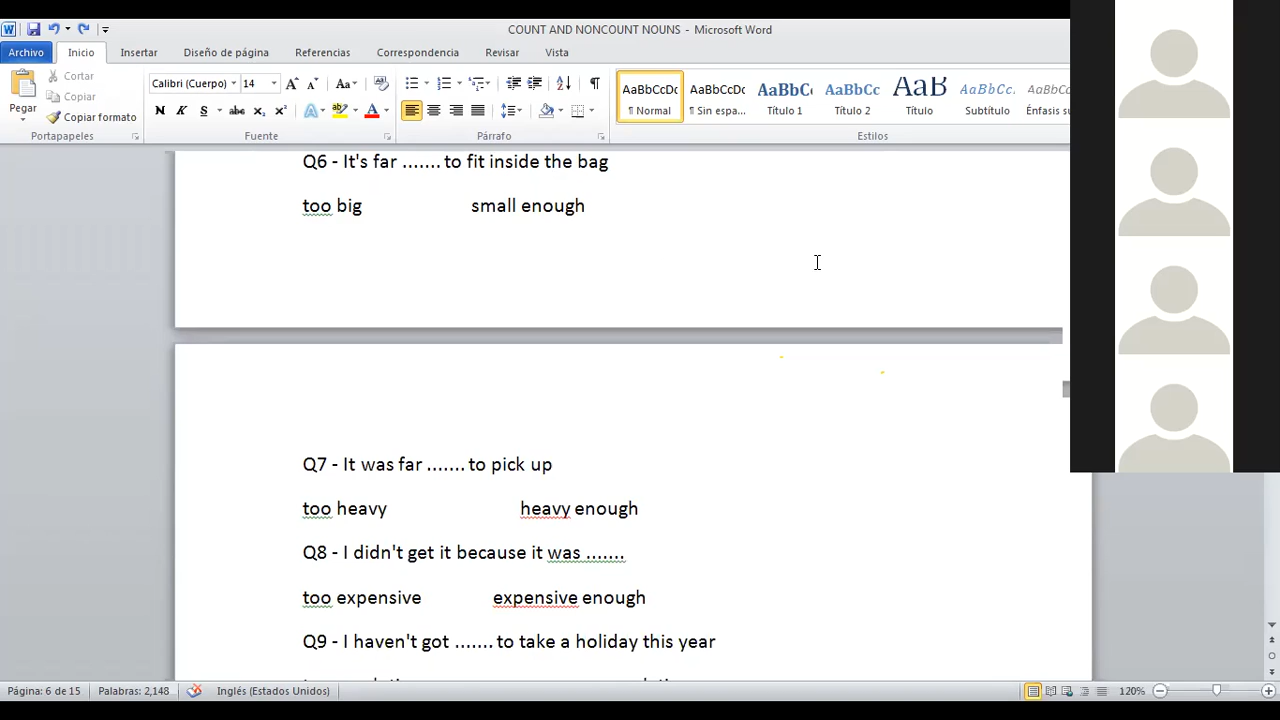 COUNT AND NONCOUNT NOUNS - Microsoft Word
Archivo Inicio Insertar Diseño de página Referencias Correspondencia Revisar Vista
Pegar
Cortar
Copiar
Copiar formato
Portapapeles
Calibri (Cuerpo) 14
Fuente
Párrafo
AaBbCcDc AaBbCcDc AaBbC AaBbCc AaB AaBbCc. AaBbCc
¶ Normal ¶ Sin espa... Título 1 Título 2 Título Subtítulo Énfasis
Estilos
Q6 - It's far ....... to fit inside the bag
too big small enough
Q7 - It was far ....... to pick up
too heavy heavy enough
Q8 - I didn't get it because it was .......
too expensive expensive enough
Q9 - I haven't got ....... to take a holiday this year
Página: 6 de 15 Palabras: 2,148 Inglés (Estados Unidos) 120%